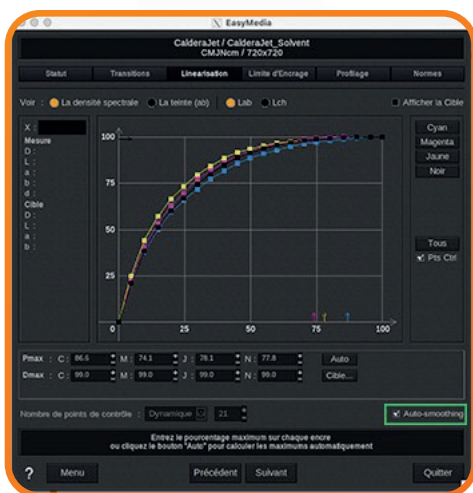 EasyMedia
CalderaJet / CalderaJet_Solvent
CMJNcm / 720x720
Statut Transitions Linearisation Limite d'Encrage Profilage Normes
Voir : La densité spectrale La teinte (ab) Lab Lch Afficher la Cible
X :
Mesure
D :
L :
a :
b :
d :
Cible
D :
L :
a :
b :
100
75
50
25
0 25 50 75 100
Cyan
Magenta
Jaune
Noir
Tous
Pts Ctrl
Pmax : C : 86.6 M : 74.1 J : 78.1 N : 77.8 Auto
Dmax : C : 99.0 M : 99.0 J : 99.0 N : 99.0 Cible...
Nombre de points de contrôle : Dynamique 21 Auto-smoothing
Entrez le pourcentage maximum sur chaque encre
ou cliquez le bouton "Auto" pour calculer les maximums automatiquement
? Menu Précédent Suivant Quitter